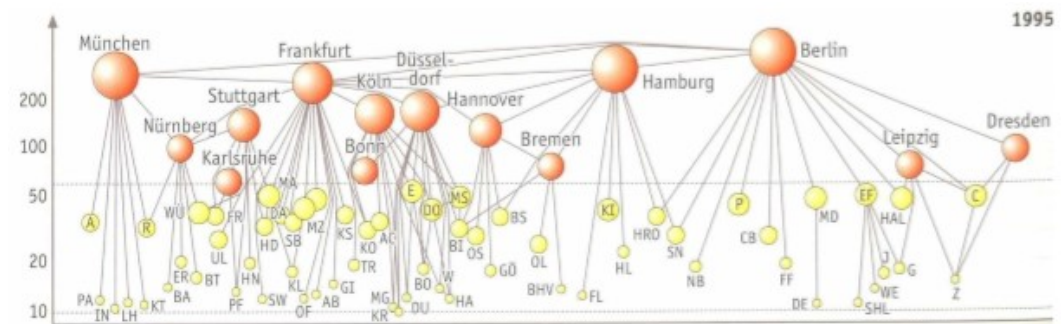 1995
München
Frankfurt
Düssel-
dorf
Köln
Berlin
Hamburg
Stuttgart
Hannover
200
Nürnberg
Bremen
Dresden
100
Karlsruhe
Bonn
Leipzig
50
MA
E
MS
EF
C
WÜ
FR
DA
DO
KI
P
HAL
A
R
MZ
BS
MD
HD
SB
KS
KO
AC
BI
OS
HRO
SN
CB
UL
OL
20
ER
BT
HN
KL
TR
GÖ
HL
NB
FF
J
G
BO
W
PA
BA
PF
SW
GI
AB
OF
MG
HA
BHV
FL
WE
Z
IN
LH
KT
KR
DU
DE
SHL
10